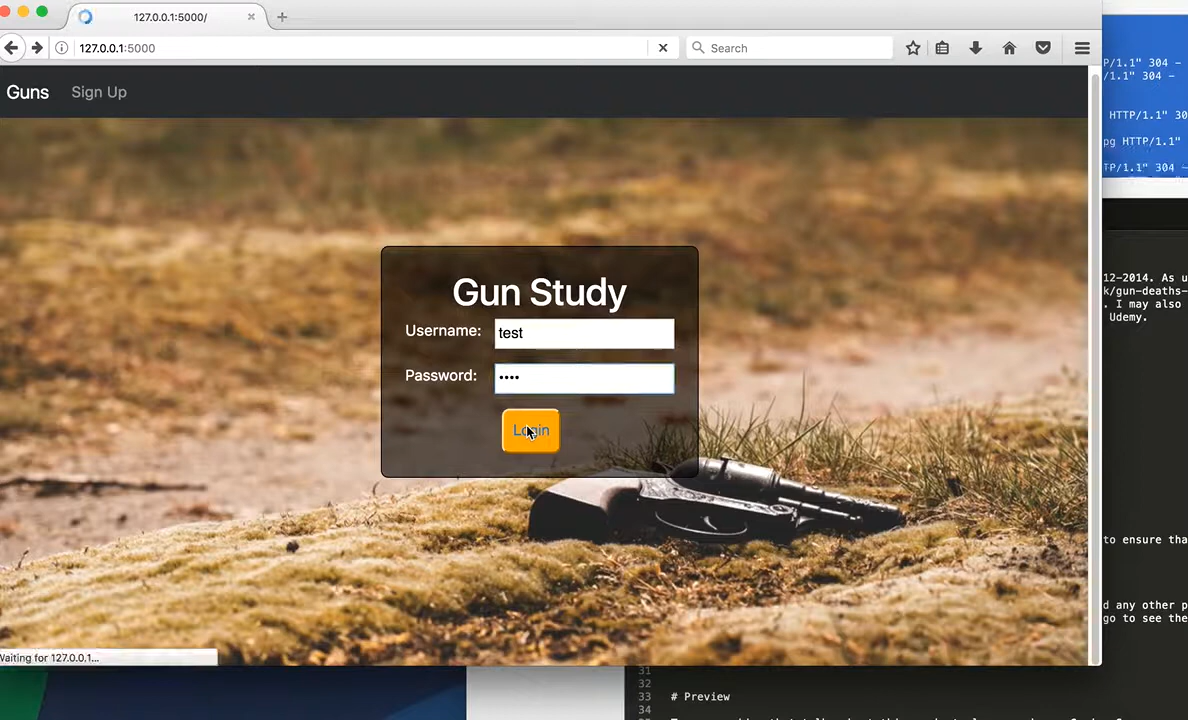 127.0.0.1:5000/
127.0.0.1:5000
Search
Guns Sign Up
Gun Study
Username: test
Password: ••••
Login
Waiting for 127.0.0.1...
P/1.1" 304 -
/1.1" 304 -
HTTP/1.1" 30
pg HTTP/1.1"
TP/1.1" 304 -
12-2014. As u
k/gun-deaths-
. I may also
Udemy.
to ensure tha
d any other p
go to see the
31
32
33 # Preview
34